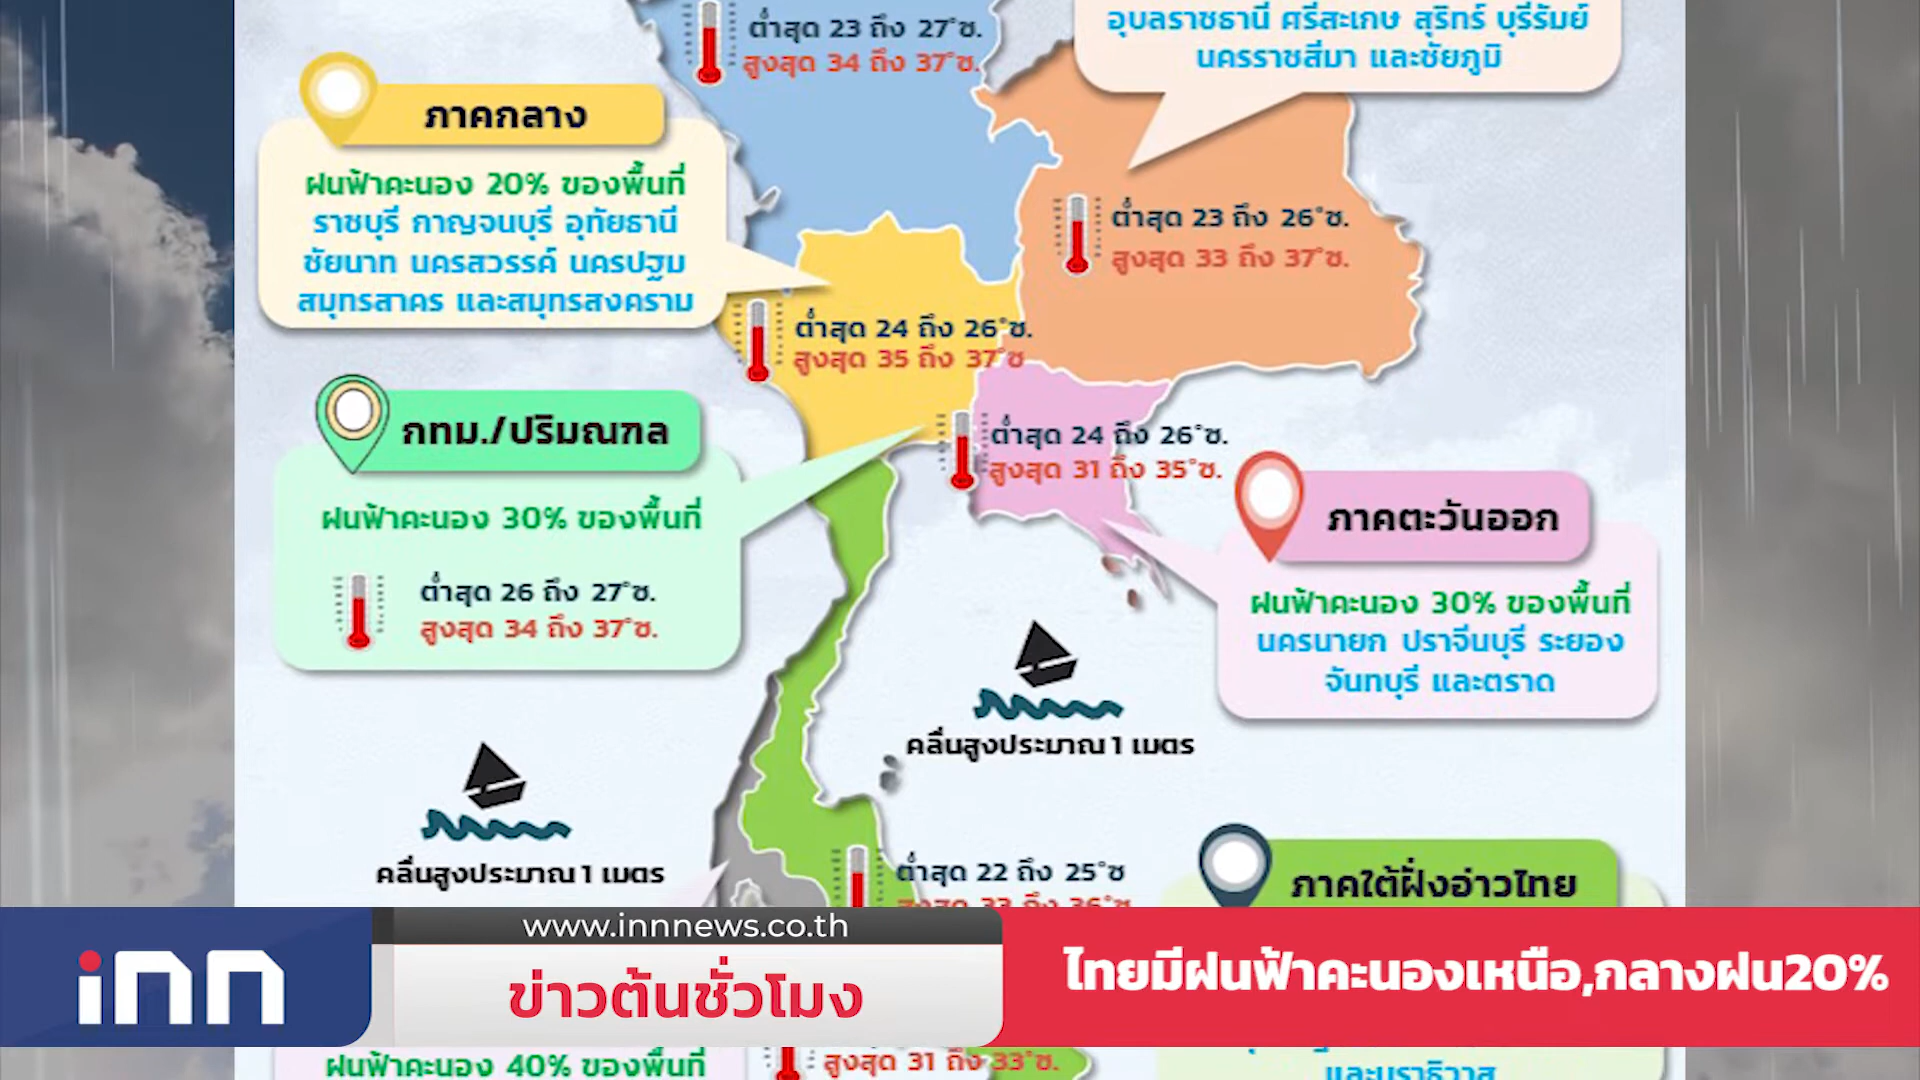 ต่ำสุด 23 ถึง 27°ซ.
สูงสุด 34 ถึง 37°ซ.
อุบลราชธานี ศรีสะเกษ สุรินทร์ บุรีรัมย์
นครราชสีมา และชัยภูมิ
ภาคกลาง
ฝนฟ้าคะนอง 20% ของพื้นที่
ราชบุรี กาญจนบุรี อุทัยธานี
ชัยนาท นครสวรรค์ นครปฐม
สมุทรสาคร และสมุทรสงคราม
ต่ำสุด 23 ถึง 26°ซ.
สูงสุด 33 ถึง 37°ซ.
ต่ำสุด 24 ถึง 26°ซ.
สูงสุด 35 ถึง 37°ซ
กทม./ปริมณฑล
ฝนฟ้าคะนอง 30% ของพื้นที่
ต่ำสุด 26 ถึง 27°ซ.
สูงสุด 34 ถึง 37°ซ.
ต่ำสุด 24 ถึง 26°ซ.
สูงสุด 31 ถึง 35°ซ.
ภาคตะวันออก
ฝนฟ้าคะนอง 30% ของพื้นที่
นครนายก ปราจีนบุรี ระยอง
จันทบุรี และตราด
คลื่นสูงประมาณ 1 เมตร
คลื่นสูงประมาณ 1 เมตร
ต่ำสุด 22 ถึง 25°ซ
สูงสุด 33 ถึง 36°ซ.
ภาคใต้ฝั่งอ่าวไทย
inn
www.innnews.co.th
ข่าวต้นชั่วโมง
ไทยมีฝนฟ้าคะนองเหนือ,กลางฝน20%
ฝนฟ้าคะนอง 40% ของพื้นที่
สูงสุด 31 ถึง 33°ซ.
และนราธิวาส